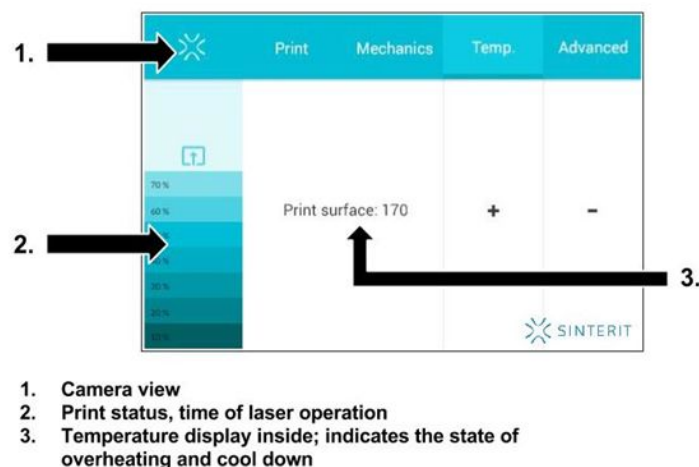 1.
Print Mechanics Temp. Advanced
70 %
60 %
Print surface: 170 + -
2.
30 %
20 %
10 %
3.
SINTERIT
1. Camera view
2. Print status, time of laser operation
3. Temperature display inside; indicates the state of
overheating and cool down